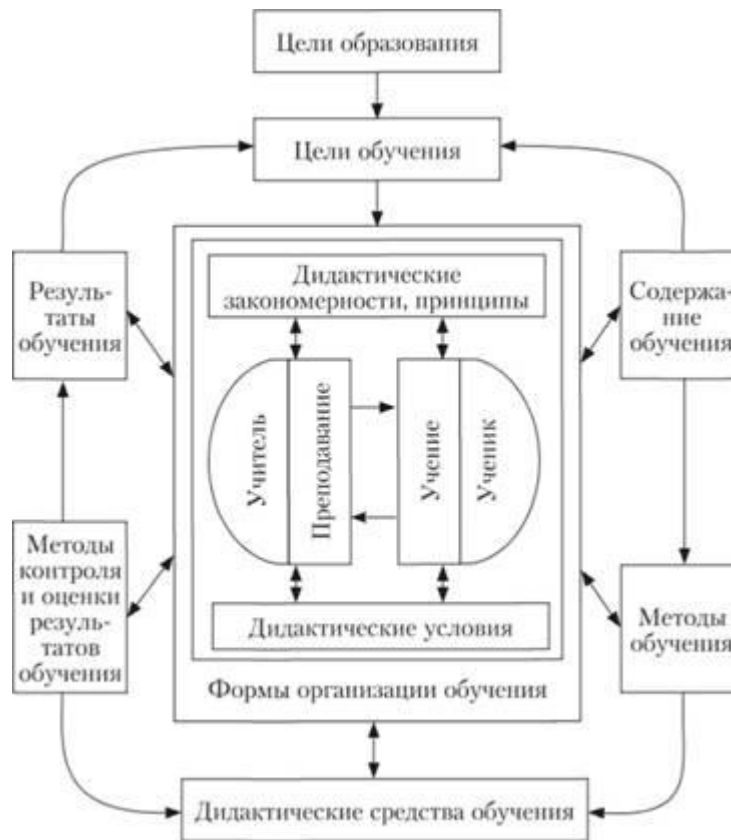 Цели образования
Цели обучения
Резуль-
таты
обучения
Дидактические
закономерности, принципы
Содержа-
ние
обучения
Учитель
Преподавание
Учение
Ученик
Методы
контроля
и оценки
резуль-
татов
обучения
Дидактические условия
Методы
обучения
Формы организации обучения
Дидактические средства обучения